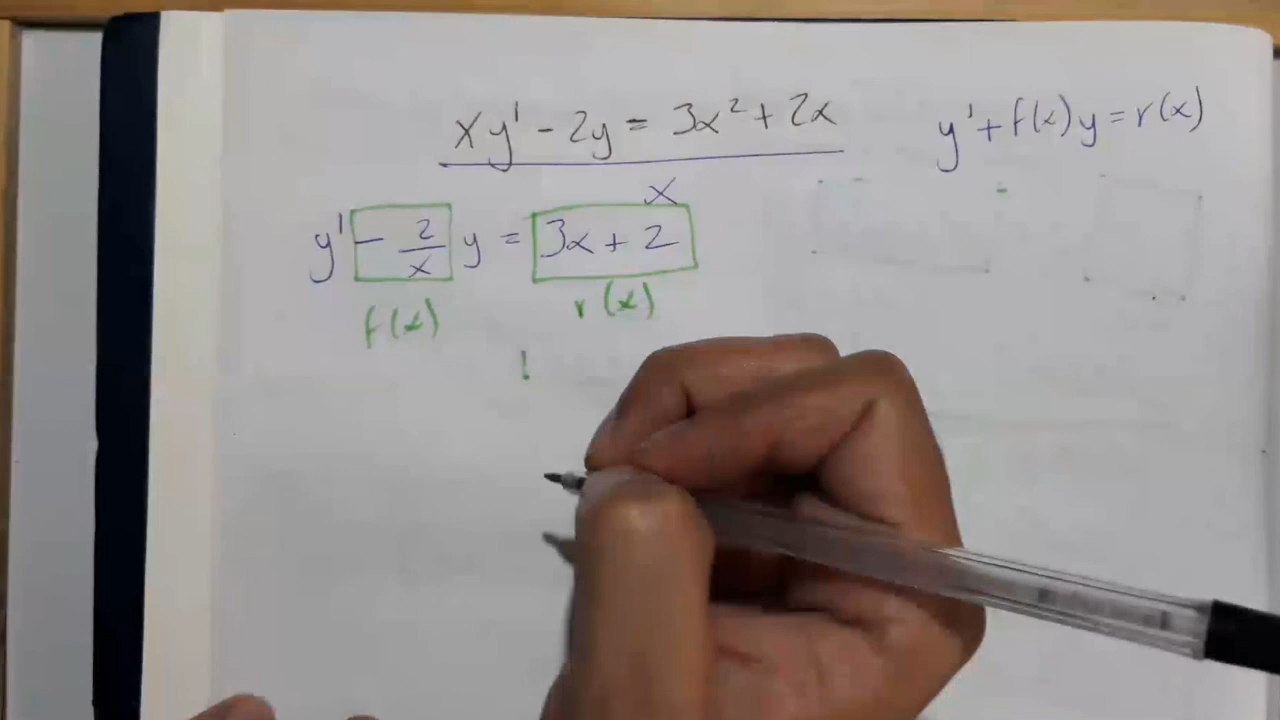 xy' - 2y = 3x² + 2x
y' + f(x)y = r(x)
x
y' - 2/x y = 3x + 2
f(x)
r(x)